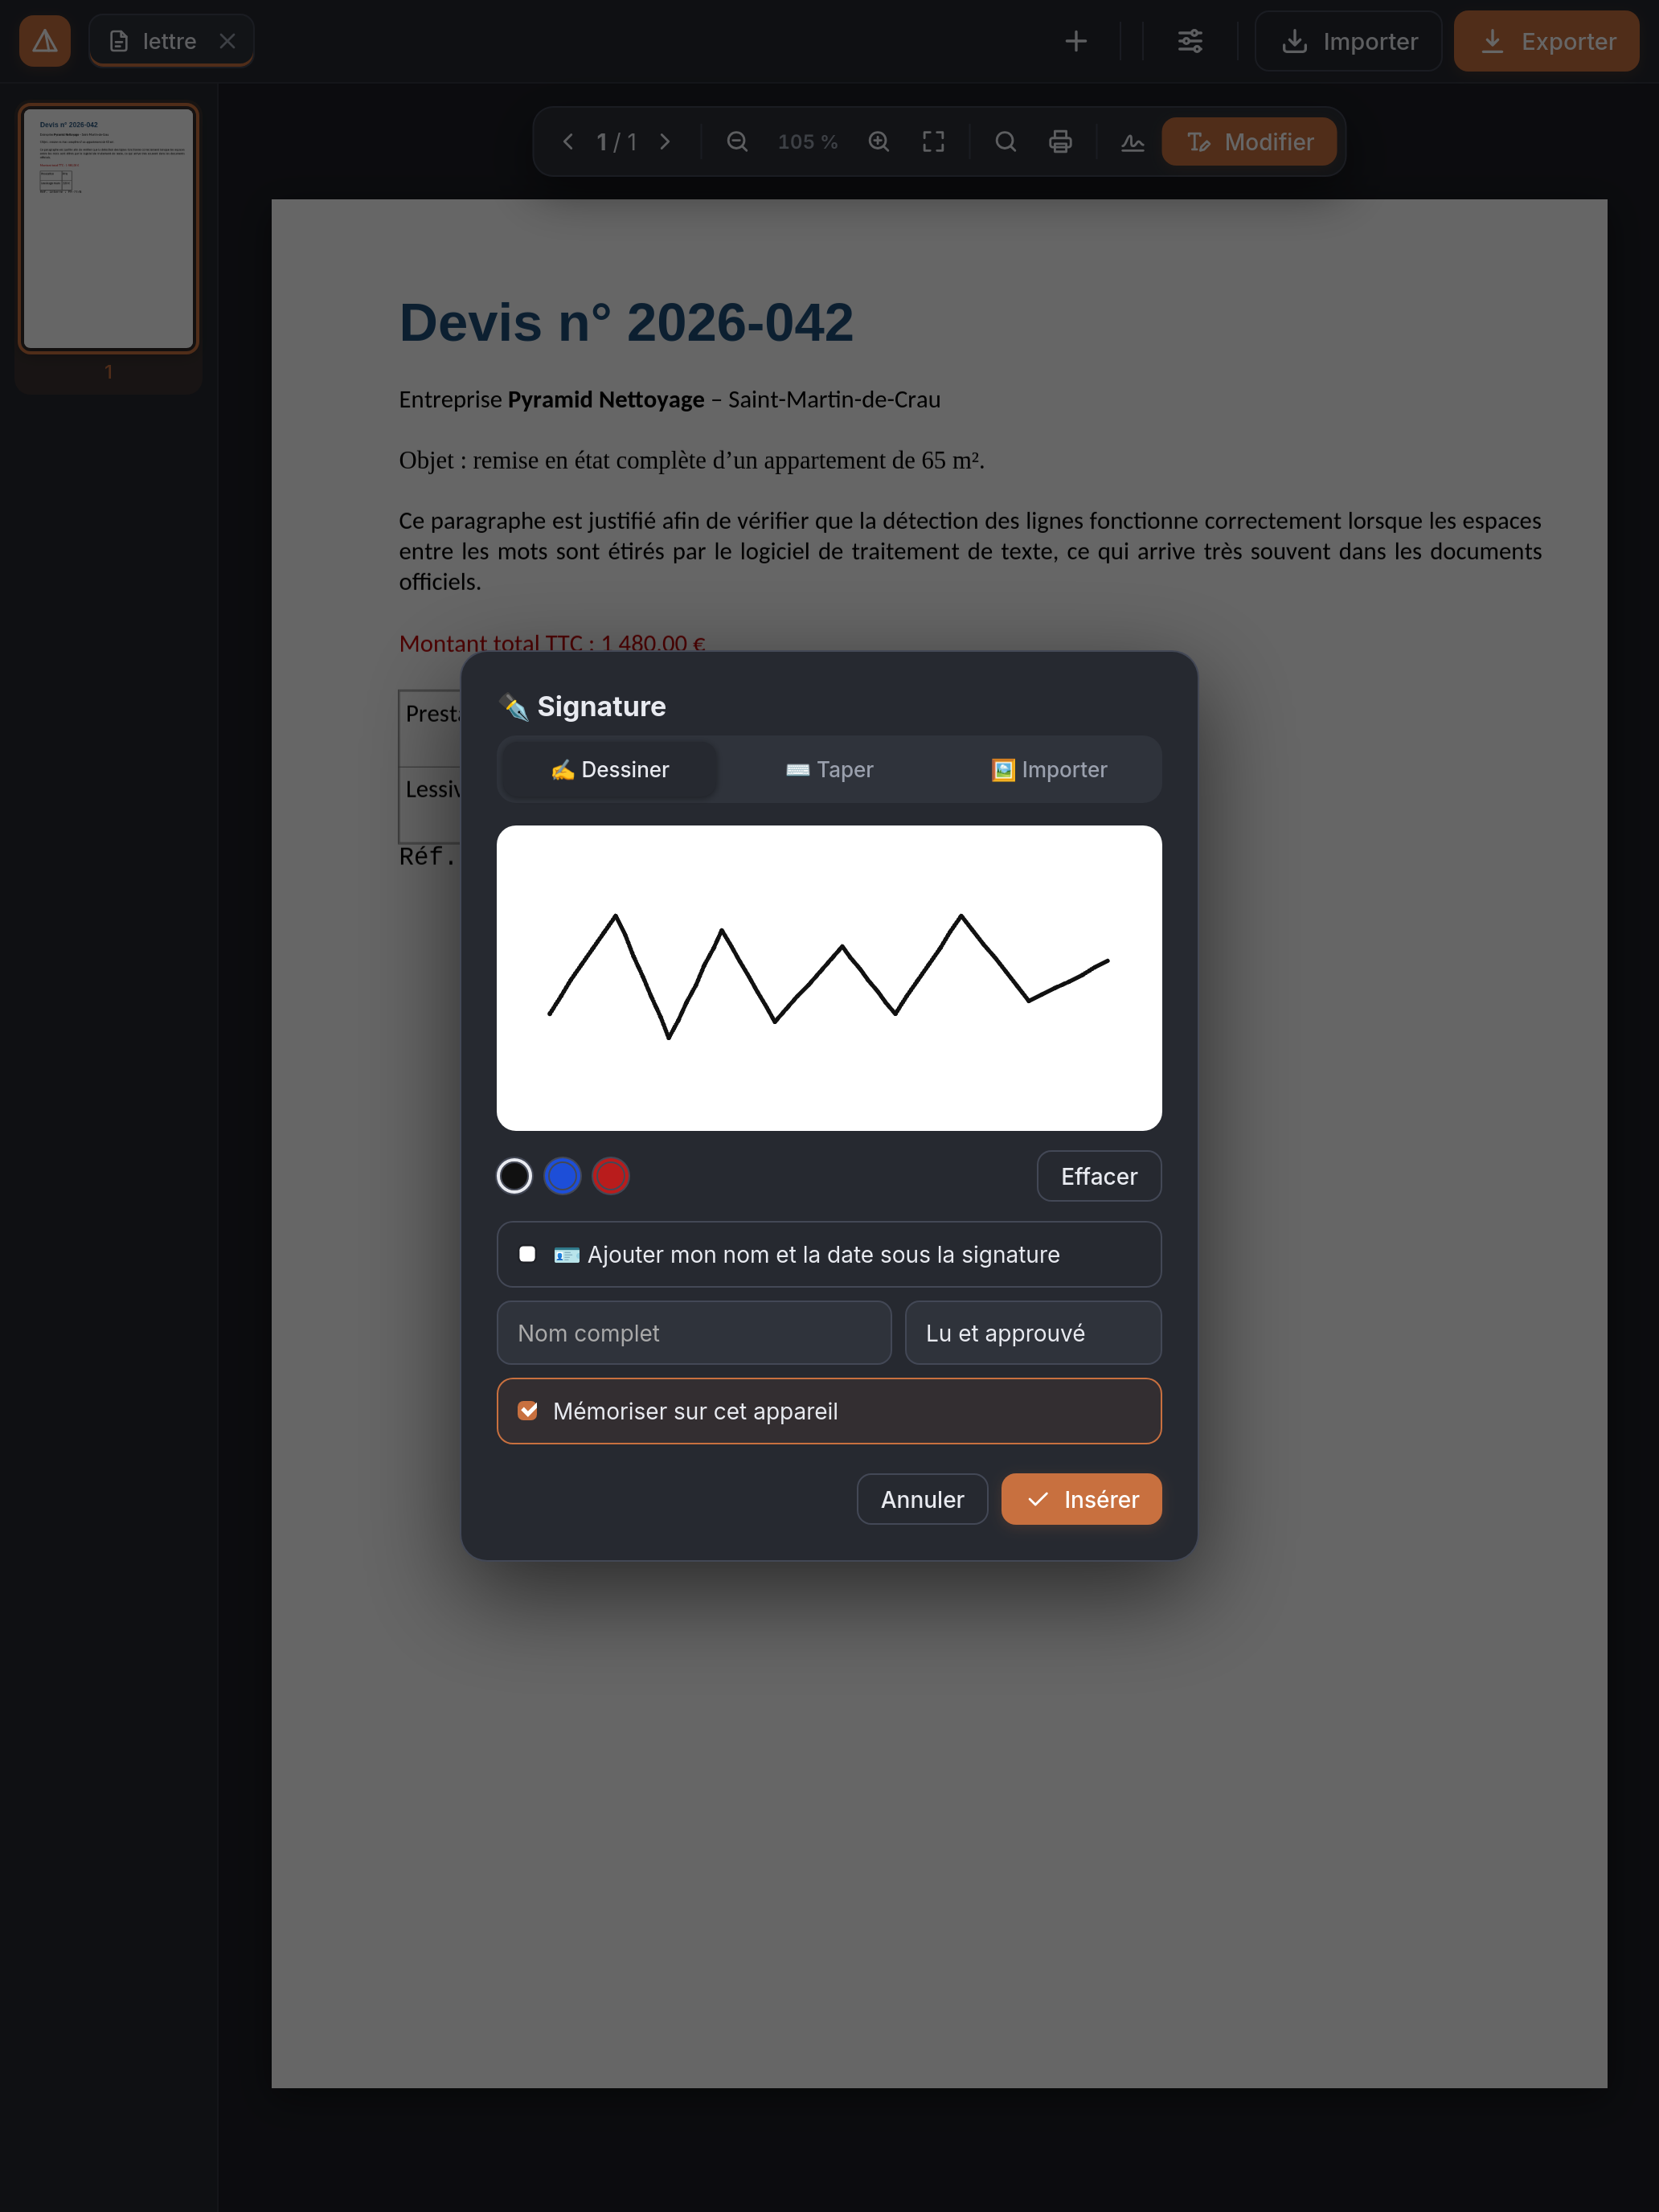 lettre
Importer
Exporter
1 / 1
105 %
Modifier
Devis n° 2026-042
1
Devis n° 2026-042
Entreprise Pyramid Nettoyage – Saint-Martin-de-Crau
Objet : remise en état complète d’un appartement de 65 m².
Ce paragraphe est justifié afin de vérifier que la détection des lignes fonctionne correctement lorsque les espaces
entre les mots sont étirés par le logiciel de traitement de texte, ce qui arrive très souvent dans les documents
officiels.
Montant total TTC : 1 480,00 €
Réf.
Signature
Dessiner
Taper
Importer
Effacer
Ajouter mon nom et la date sous la signature
Nom complet
Lu et approuvé
Mémoriser sur cet appareil
Annuler
Insérer